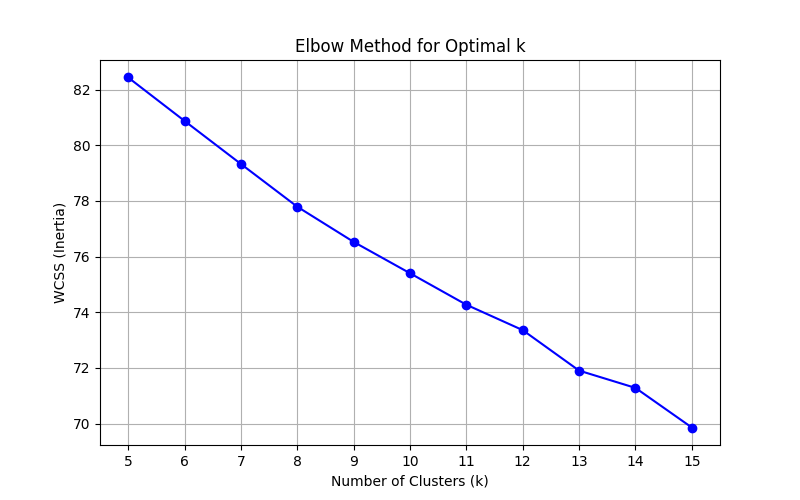 Elbow Method for Optimal k
WCSS (Inertia)
82
80
78
76
74
72
70
5 6 7 8 9 10 11 12 13 14 15
Number of Clusters (k)